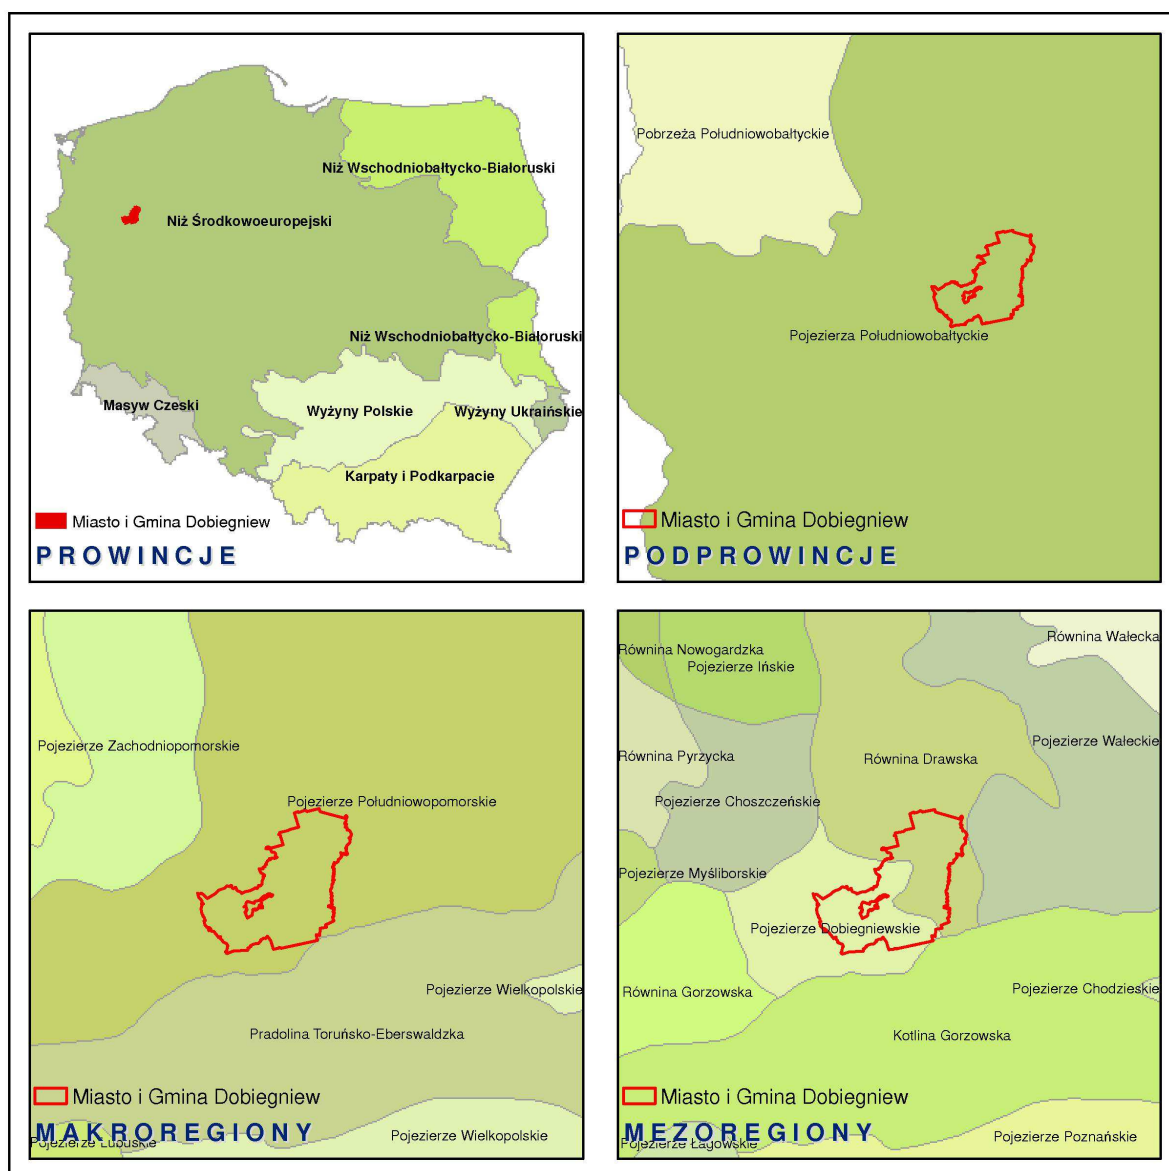 Niż Wschodniobałtycko-Białoruski
Niż Środkowoeuropejski
Niż Wschodniobałtycko-Białoruski
Masyw Czeski
Wyżyny Polskie
Wyżyny Ukraińskie
Karpaty i Podkarpacie
Miasto i Gmina Dobiegniew
PROWINCJE
Pobrzeża Południowobałtyckie
Pojezierza Południowobałtyckie
Miasto i Gmina Dobiegniew
PODPROWINCJE
Pojezierze Zachodniopomorskie
Pojezierze Południowopomorskie
Pojezierze Wielkopolskie
Pradolina Toruńsko-Eberswaldzka
Miasto i Gmina Dobiegniew
MAKROREGIONY
Pojezierze Lubuskie
Pojezierze Wielkopolskie
Równina Wałecka
Równina Nowogardzka
Pojezierze Ińskie
Pojezierze Wałeckie
Równina Pyrzycka
Równina Drawska
Pojezierze Choszczeńskie
Pojezierze Myśliborskie
Pojezierze Dobiegniewskie
Równina Gorzowska
Pojezierze Chodzieskie
Kotlina Gorzowska
Miasto i Gmina Dobiegniew
MEZOREGIONY
Pojezierze Łagowskie
Pojezierze Poznańskie